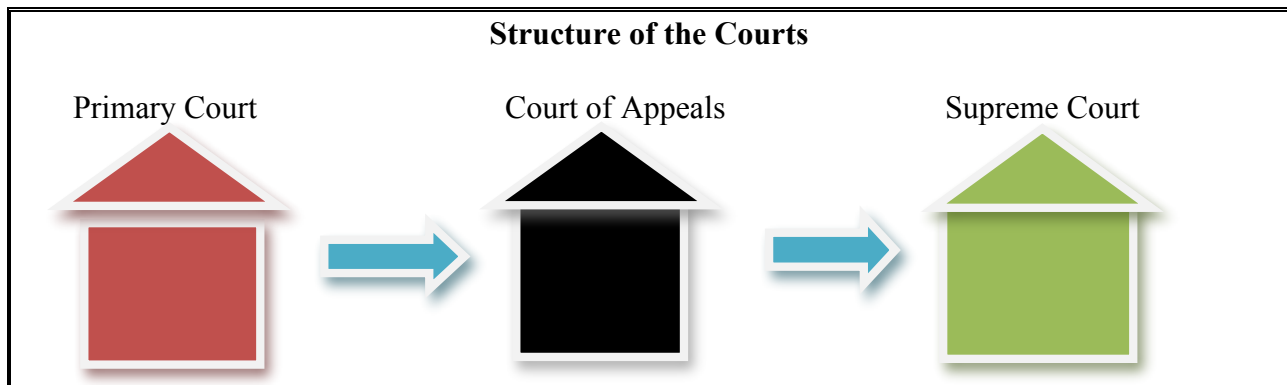 Structure of the Courts
Primary Court
Court of Appeals
Supreme Court